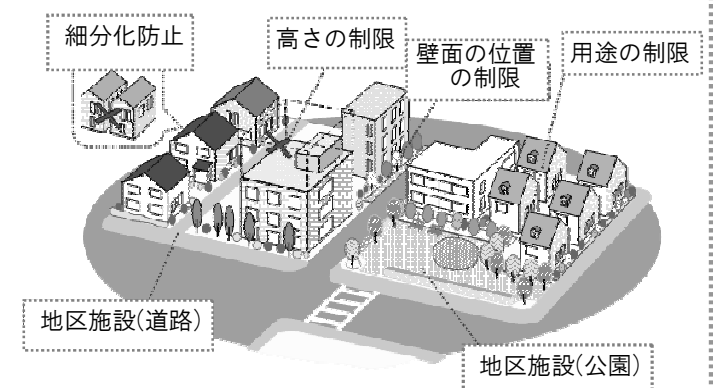 細分化防止
高さの制限
壁面の位置
の制限
用途の制限
地区施設(道路)
地区施設(公園)